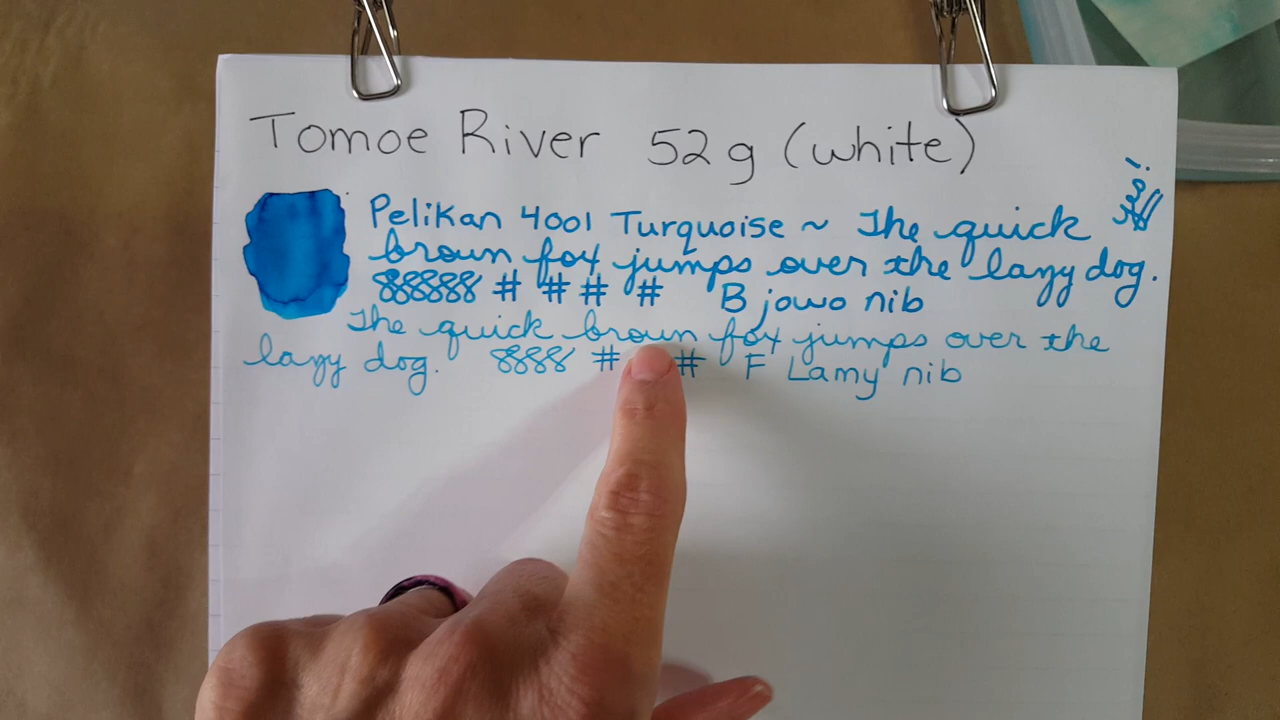 Tomoe River 52g (white)
Pelikan 4001 Turquoise ~ The quick
brown fox jumps over the lazy dog.
888888 # # # # B jowo nib
The quick brown fox jumps over the
lazy dog. 8888 # # F Lamy nib